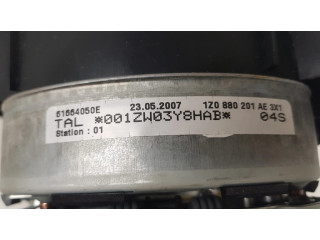 61664050E 23.05.2007 1Z0 880 201 AE 3X1
TAL *001ZW03Y8HAB* 04S
Station : 01